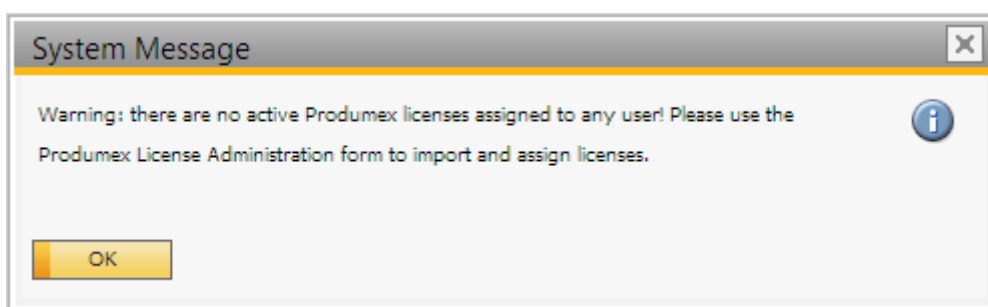 System Message
Warning: there are no active Produmex licenses assigned to any user! Please use the
Produmex License Administration form to import and assign licenses.
OK